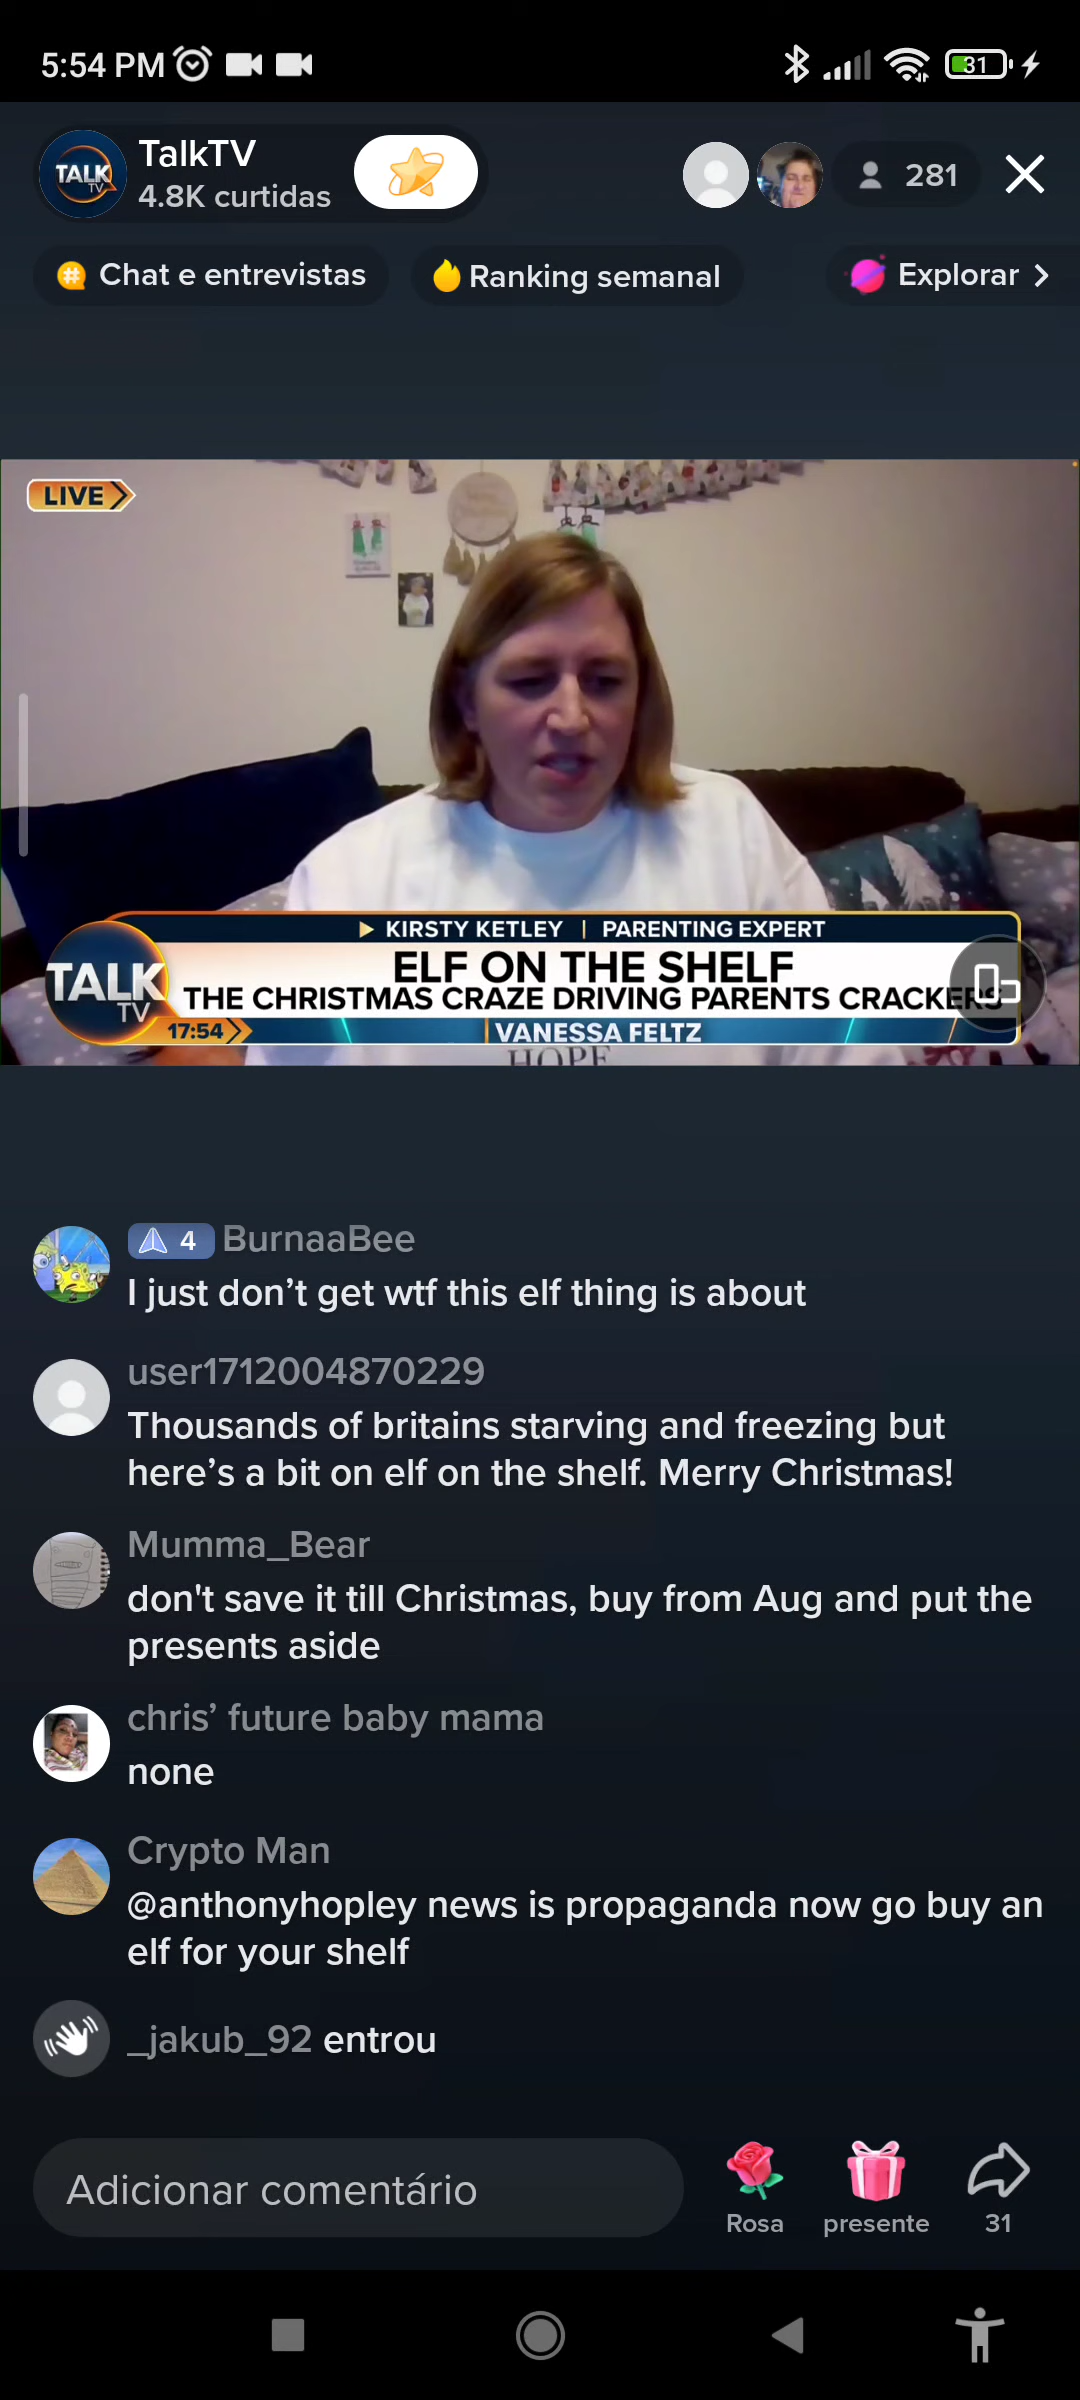 5:54 PM
31
TALK
TV
TalkTV
4.8K curtidas
281
Chat e entrevistas
Ranking semanal
Explorar
LIVE
KIRSTY KETLEY | PARENTING EXPERT
ELF ON THE SHELF
THE CHRISTMAS CRAZE DRIVING PARENTS CRACKERS
TALK
TV
17:54
VANESSA FELTZ
HOPE
4 BurnaaBee
I just don’t get wtf this elf thing is about
user1712004870229
Thousands of britains starving and freezing but
here’s a bit on elf on the shelf. Merry Christmas!
Mumma_Bear
don't save it till Christmas, buy from Aug and put the
presents aside
chris’ future baby mama
none
Crypto Man
@anthonyhopley news is propaganda now go buy an
elf for your shelf
_jakub_92 entrou
Adicionar comentário
Rosa
presente
31